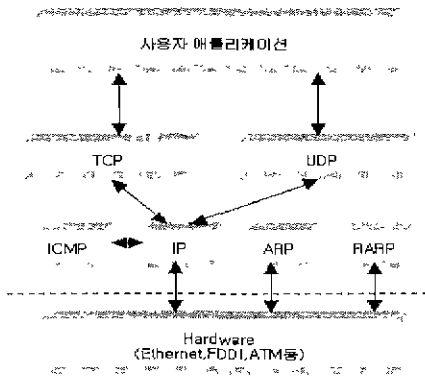 사용자 애플리케이션
TCP UDP
ICMP IP ARP RARP
Hardware
(Ethernet,FDDI,ATM등)